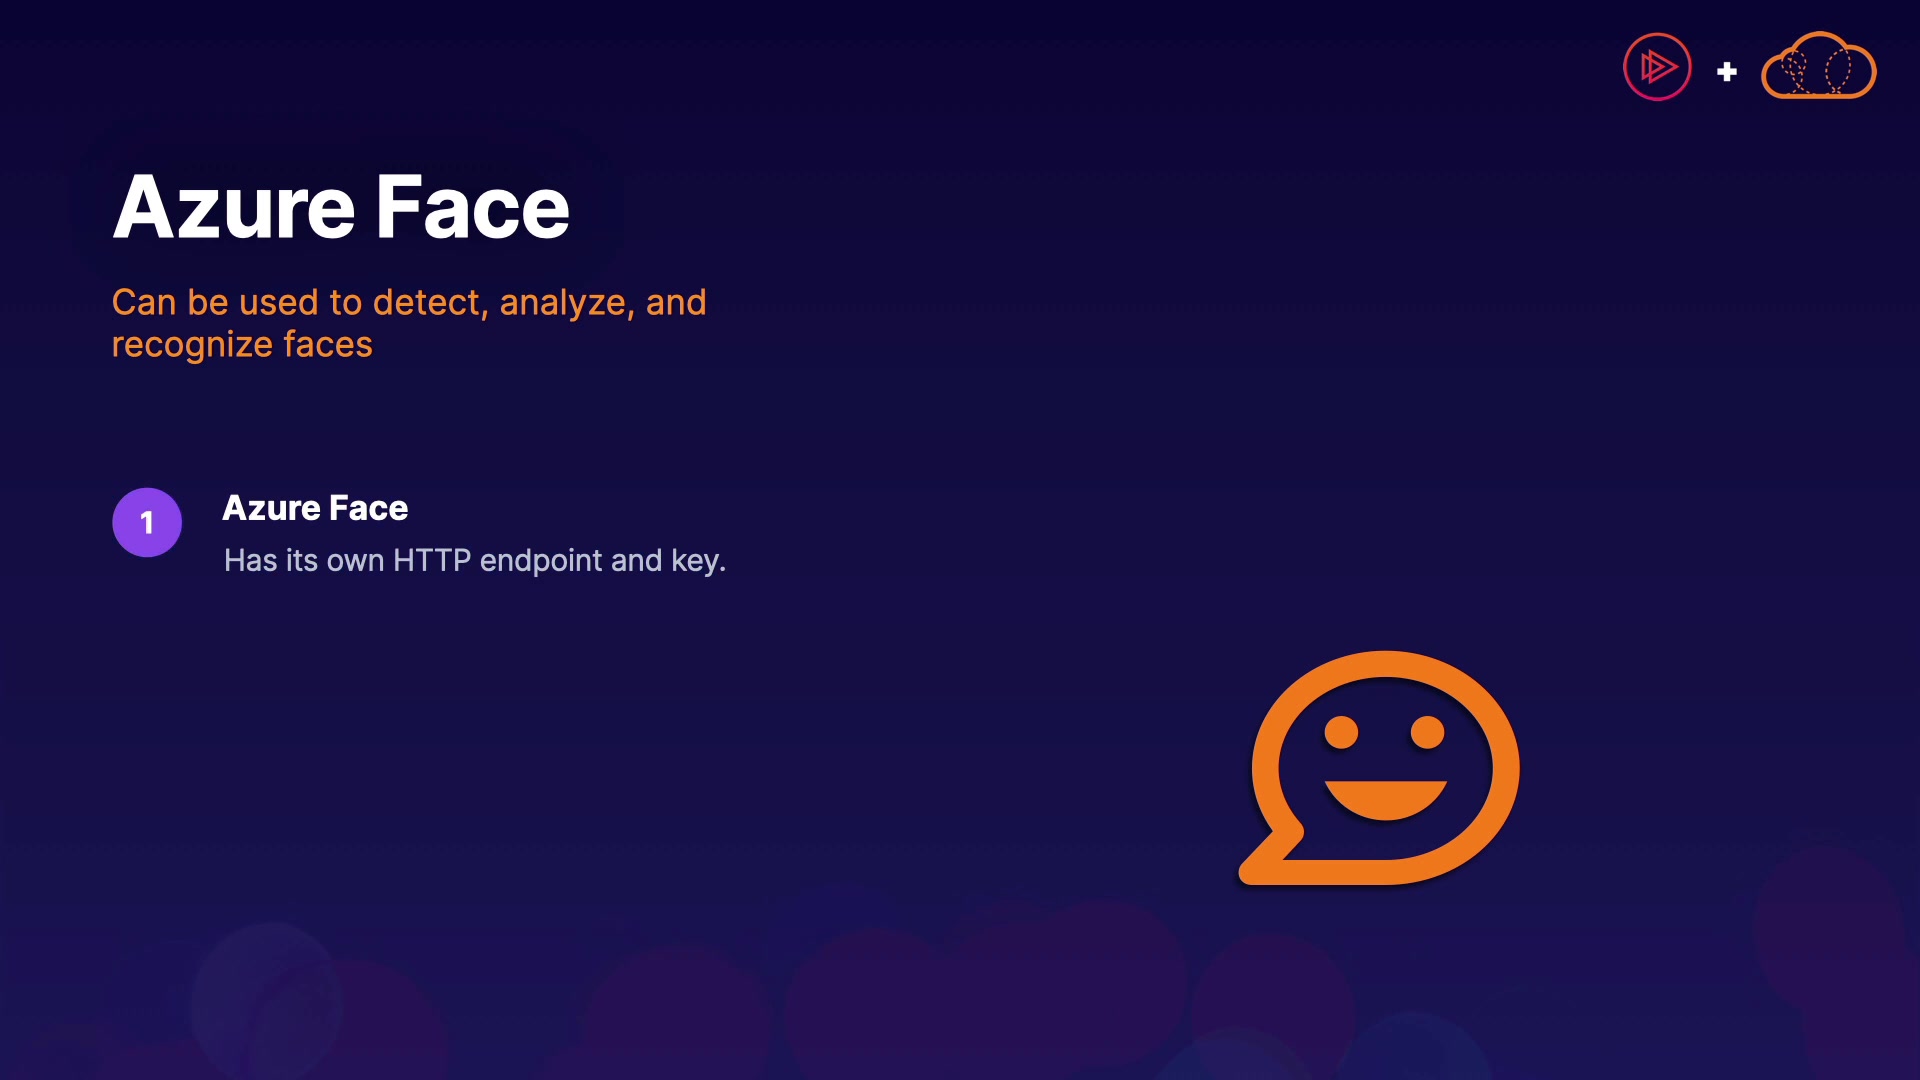 Azure Face
Can be used to detect, analyze, and
recognize faces
1
Azure Face
Has its own HTTP endpoint and key.